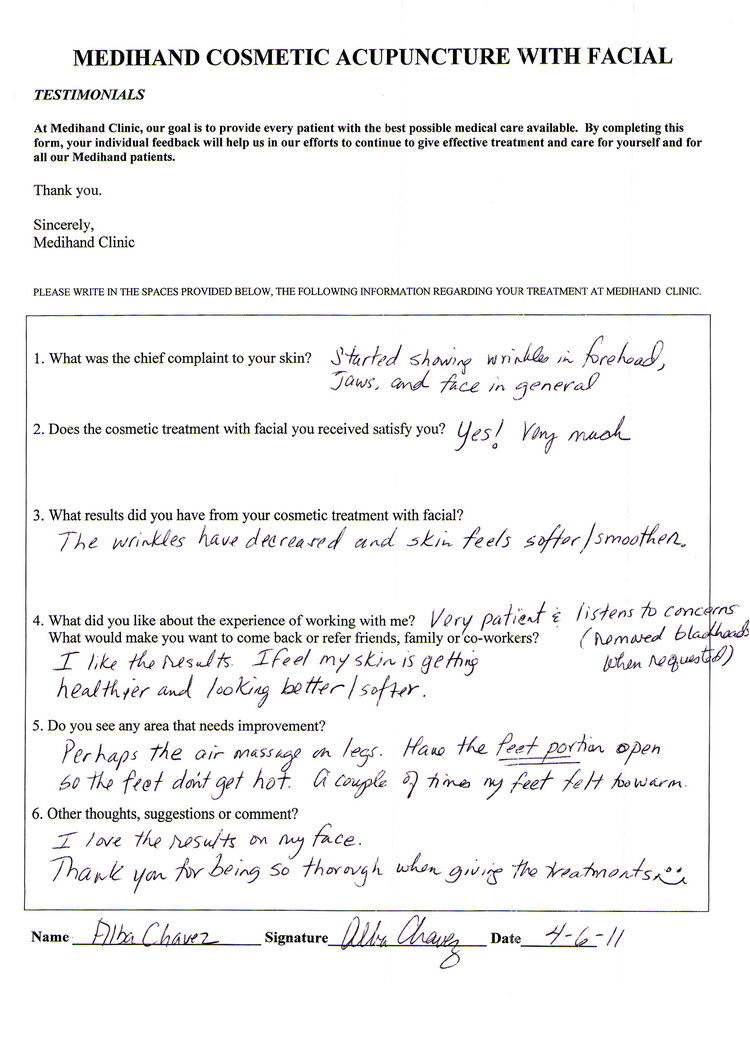 MEDIHAND COSMETIC ACUPUNCTURE WITH FACIAL
TESTIMONIALS
At Medihand Clinic, our goal is to provide every patient with the best possible medical care available. By completing this
form, your individual feedback will help us in our efforts to continue to give effective treatment and care for yourself and for
all our Medihand patients.
Thank you.
Sincerely,
Medihand Clinic
PLEASE WRITE IN THE SPACES PROVIDED BELOW, THE FOLLOWING INFORMATION REGARDING YOUR TREATMENT AT MEDIHAND CLINIC.
1. What was the chief complaint to your skin? Started showing wrinkles in forehead,
Jaws, and face in general
2. Does the cosmetic treatment with facial you received satisfy you? Yes! Very much
3. What results did you have from your cosmetic treatment with facial?
The wrinkles have decreased and skin feels softer/smoother.
4. What did you like about the experience of working with me? Very patient & listens to concerns
What would make you want to come back or refer friends, family or co-workers? (Removed blackheads
when requested)
I like the results. I feel my skin is getting
healthier and looking better/softer.
5. Do you see any area that needs improvement?
Perhaps the air massage on legs. Have the feet portion open
so the feet don't get hot. A couple of times my feet felt too warm.
6. Other thoughts, suggestions or comment?
I love the results on my face.
Thank you for being so thorough when giving the treatments
Name Alba Chavez Signature Alba Chavez Date 4-6-11